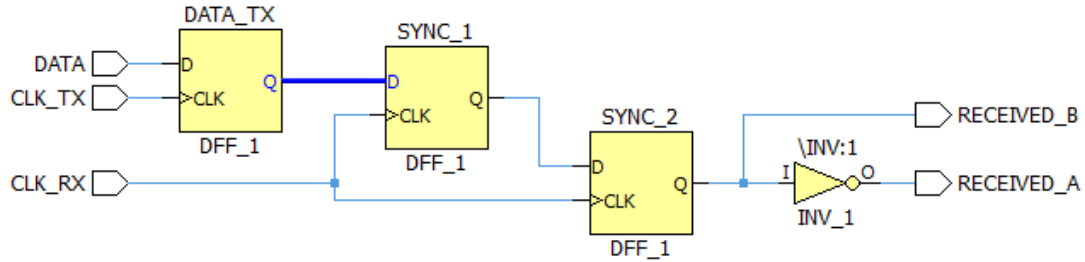 DATA_TX
SYNC_1
DATA
D
Q
D
CLK_TX
CLK
Q
CLK
SYNC_2
RECEIVED_B
DFF_1
DFF_1
\INV:1
D
CLK_RX
Q
I
O
RECEIVED_A
CLK
INV_1
DFF_1